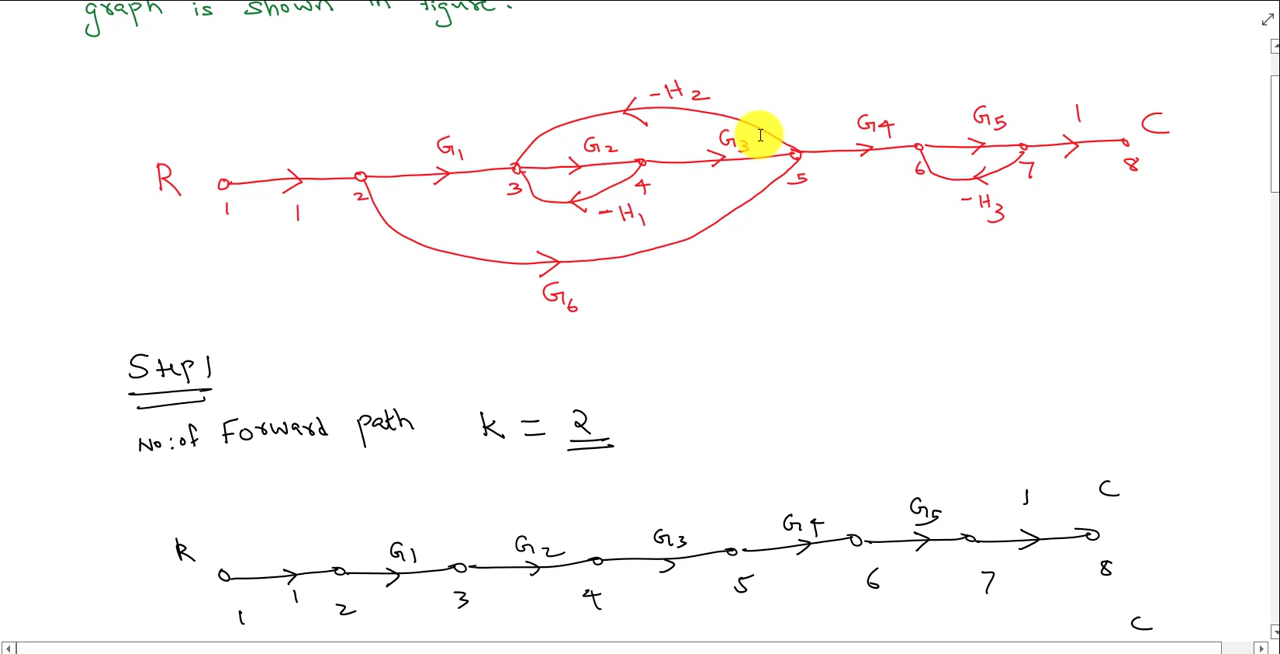 graph is shown in figure.
-H2
R 1 1 2 G1 3 G2 4 G3 5 G4 6 G5 7 1 8 C
-H1
-H3
G6
Step 1
No:of Forward path k = 2
R 1 1 2 G1 3 G2 4 G3 5 G4 6 G5 7 1 8 C
C